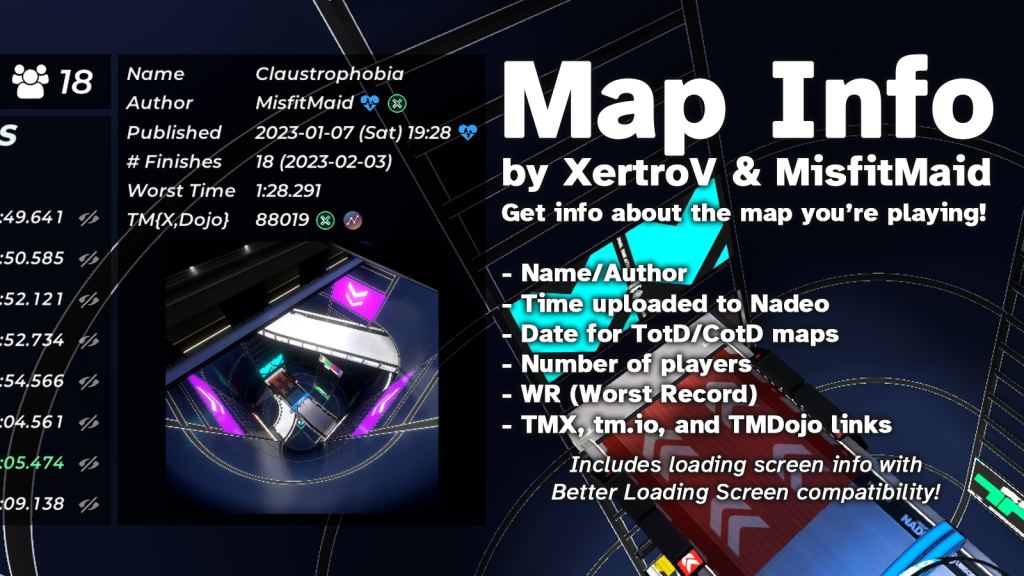 18
S
:49.641
:50.585
:52.121
:52.734
:54.566
:04.561
:05.474
:09.138
Name Claustrophobia
Author MisfitMaid
Published 2023-01-07 (Sat) 19:28
# Finishes 18 (2023-02-03)
Worst Time 1:28.291
TM{X,Dojo} 88019
Map Info
by XertroV & MisfitMaid
Get info about the map you’re playing!
- Name/Author
- Time uploaded to Nadeo
- Date for TotD/CotD maps
- Number of players
- WR (Worst Record)
- TMX, tm.io, and TMDojo links
Includes loading screen info with
Better Loading Screen compatibility!